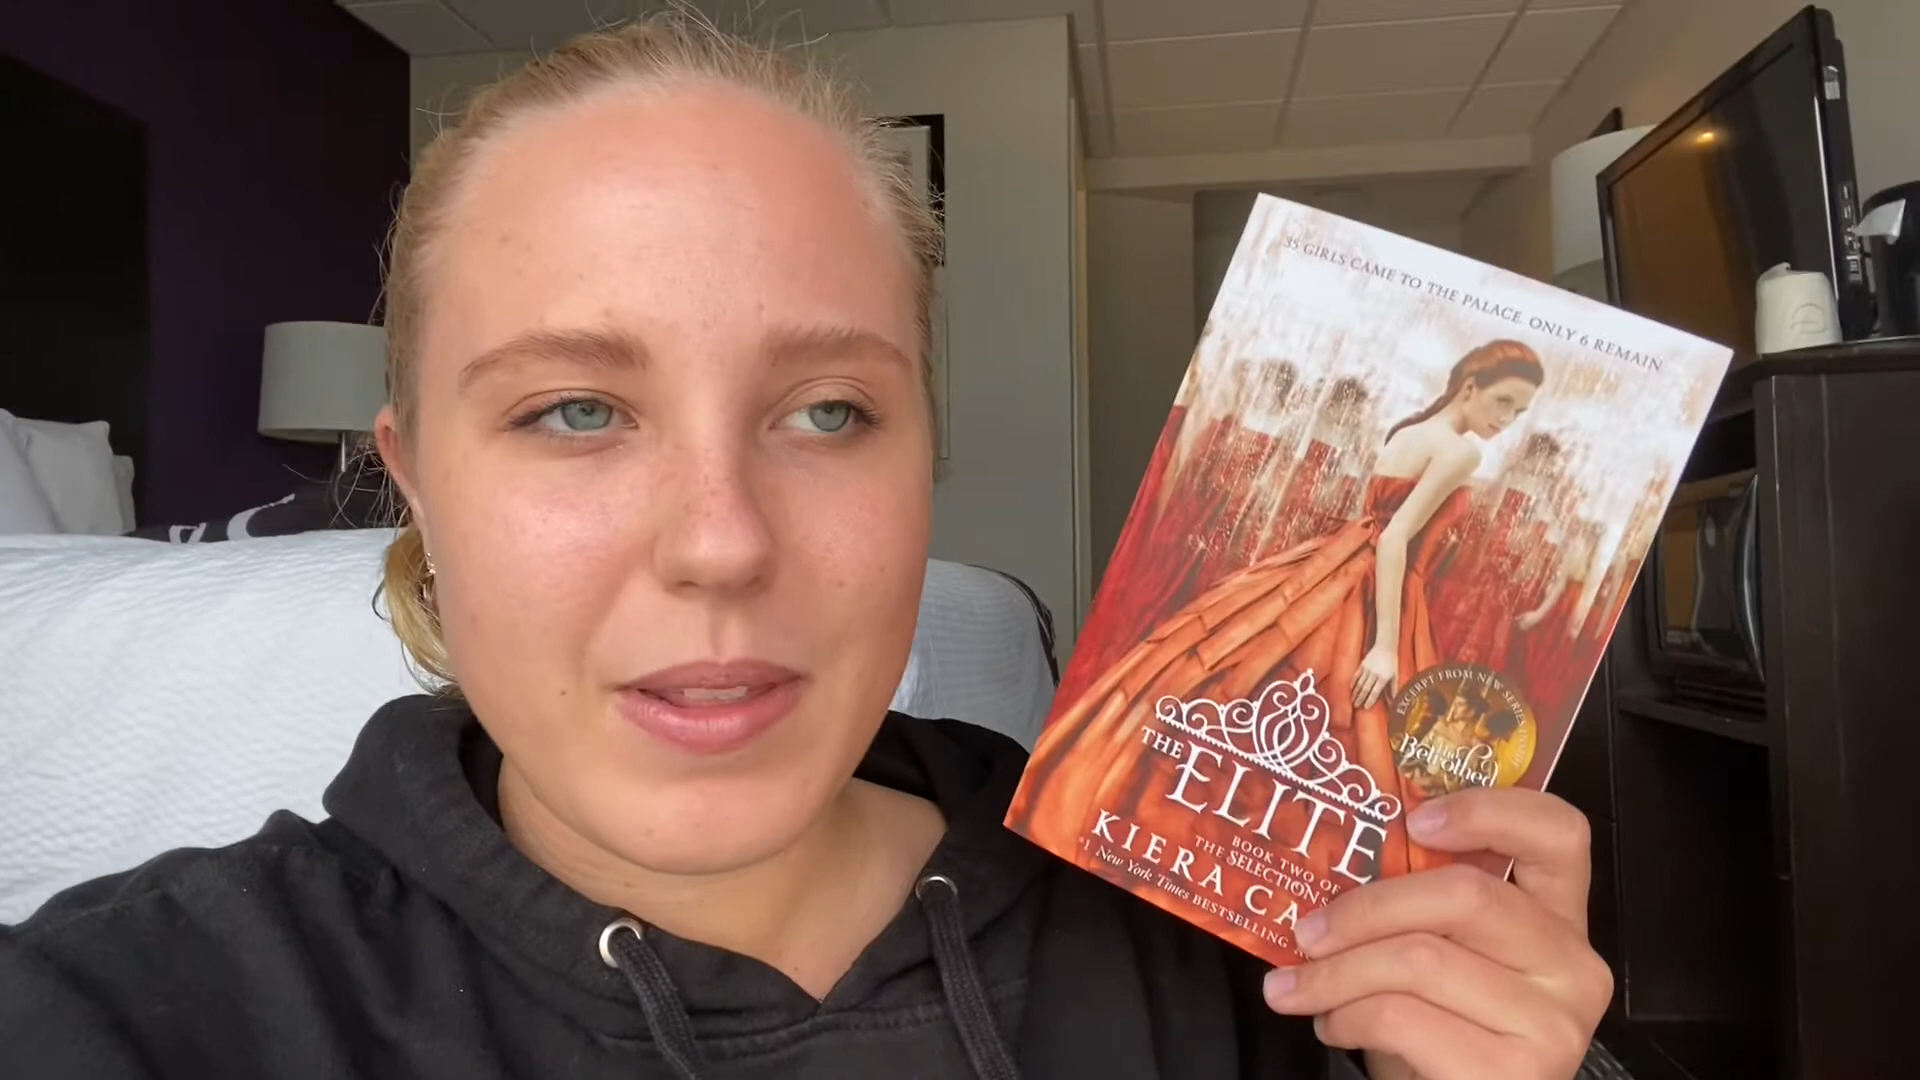 35 GIRLS CAME TO THE PALACE. ONLY 6 REMAIN
EXCERPT FROM NEW SERIES
Betrothed
THE
ELITE
BOOK TWO OF
THE SELECTION S
KIERA CA
#1 New York Times BESTSELLING